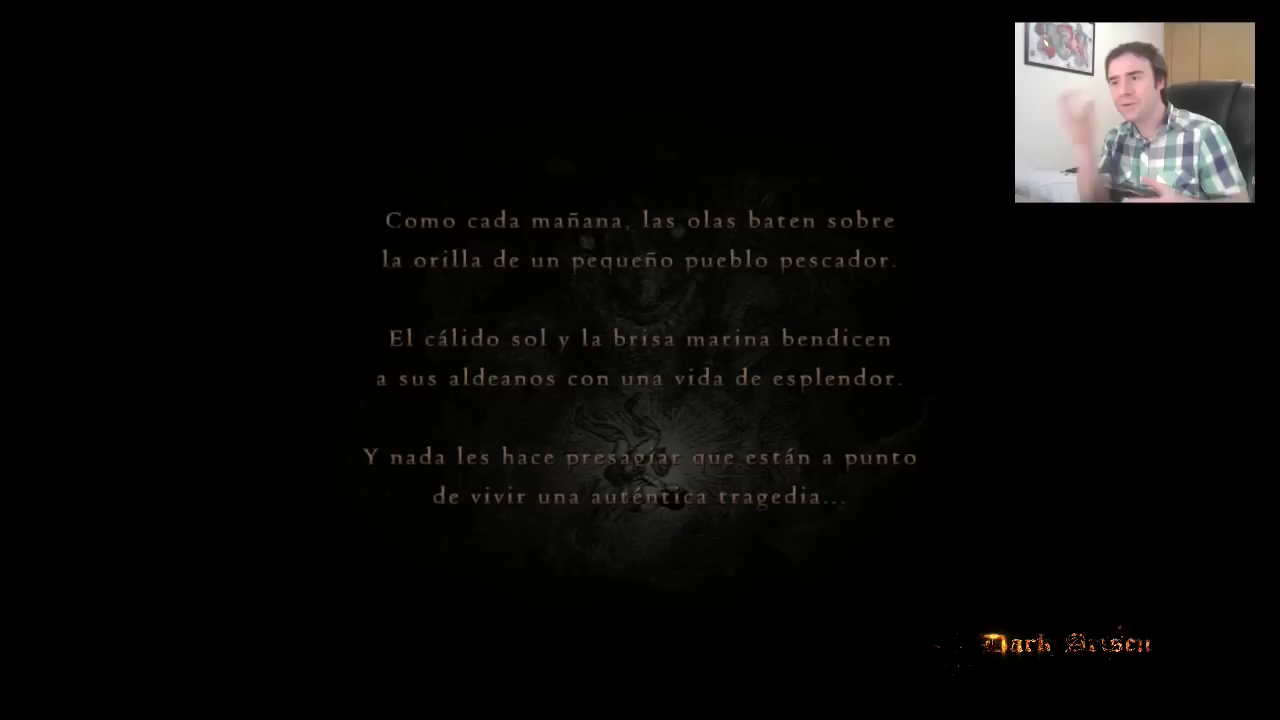 Como cada mañana, las olas baten sobre
la orilla de un pequeño pueblo pescador.
El cálido sol y la brisa marina bendicen
a sus aldeanos con una vida de esplendor.
Y nada les hace presagiar que están a punto
de vivir una auténtica tragedia...
Dark Arisen